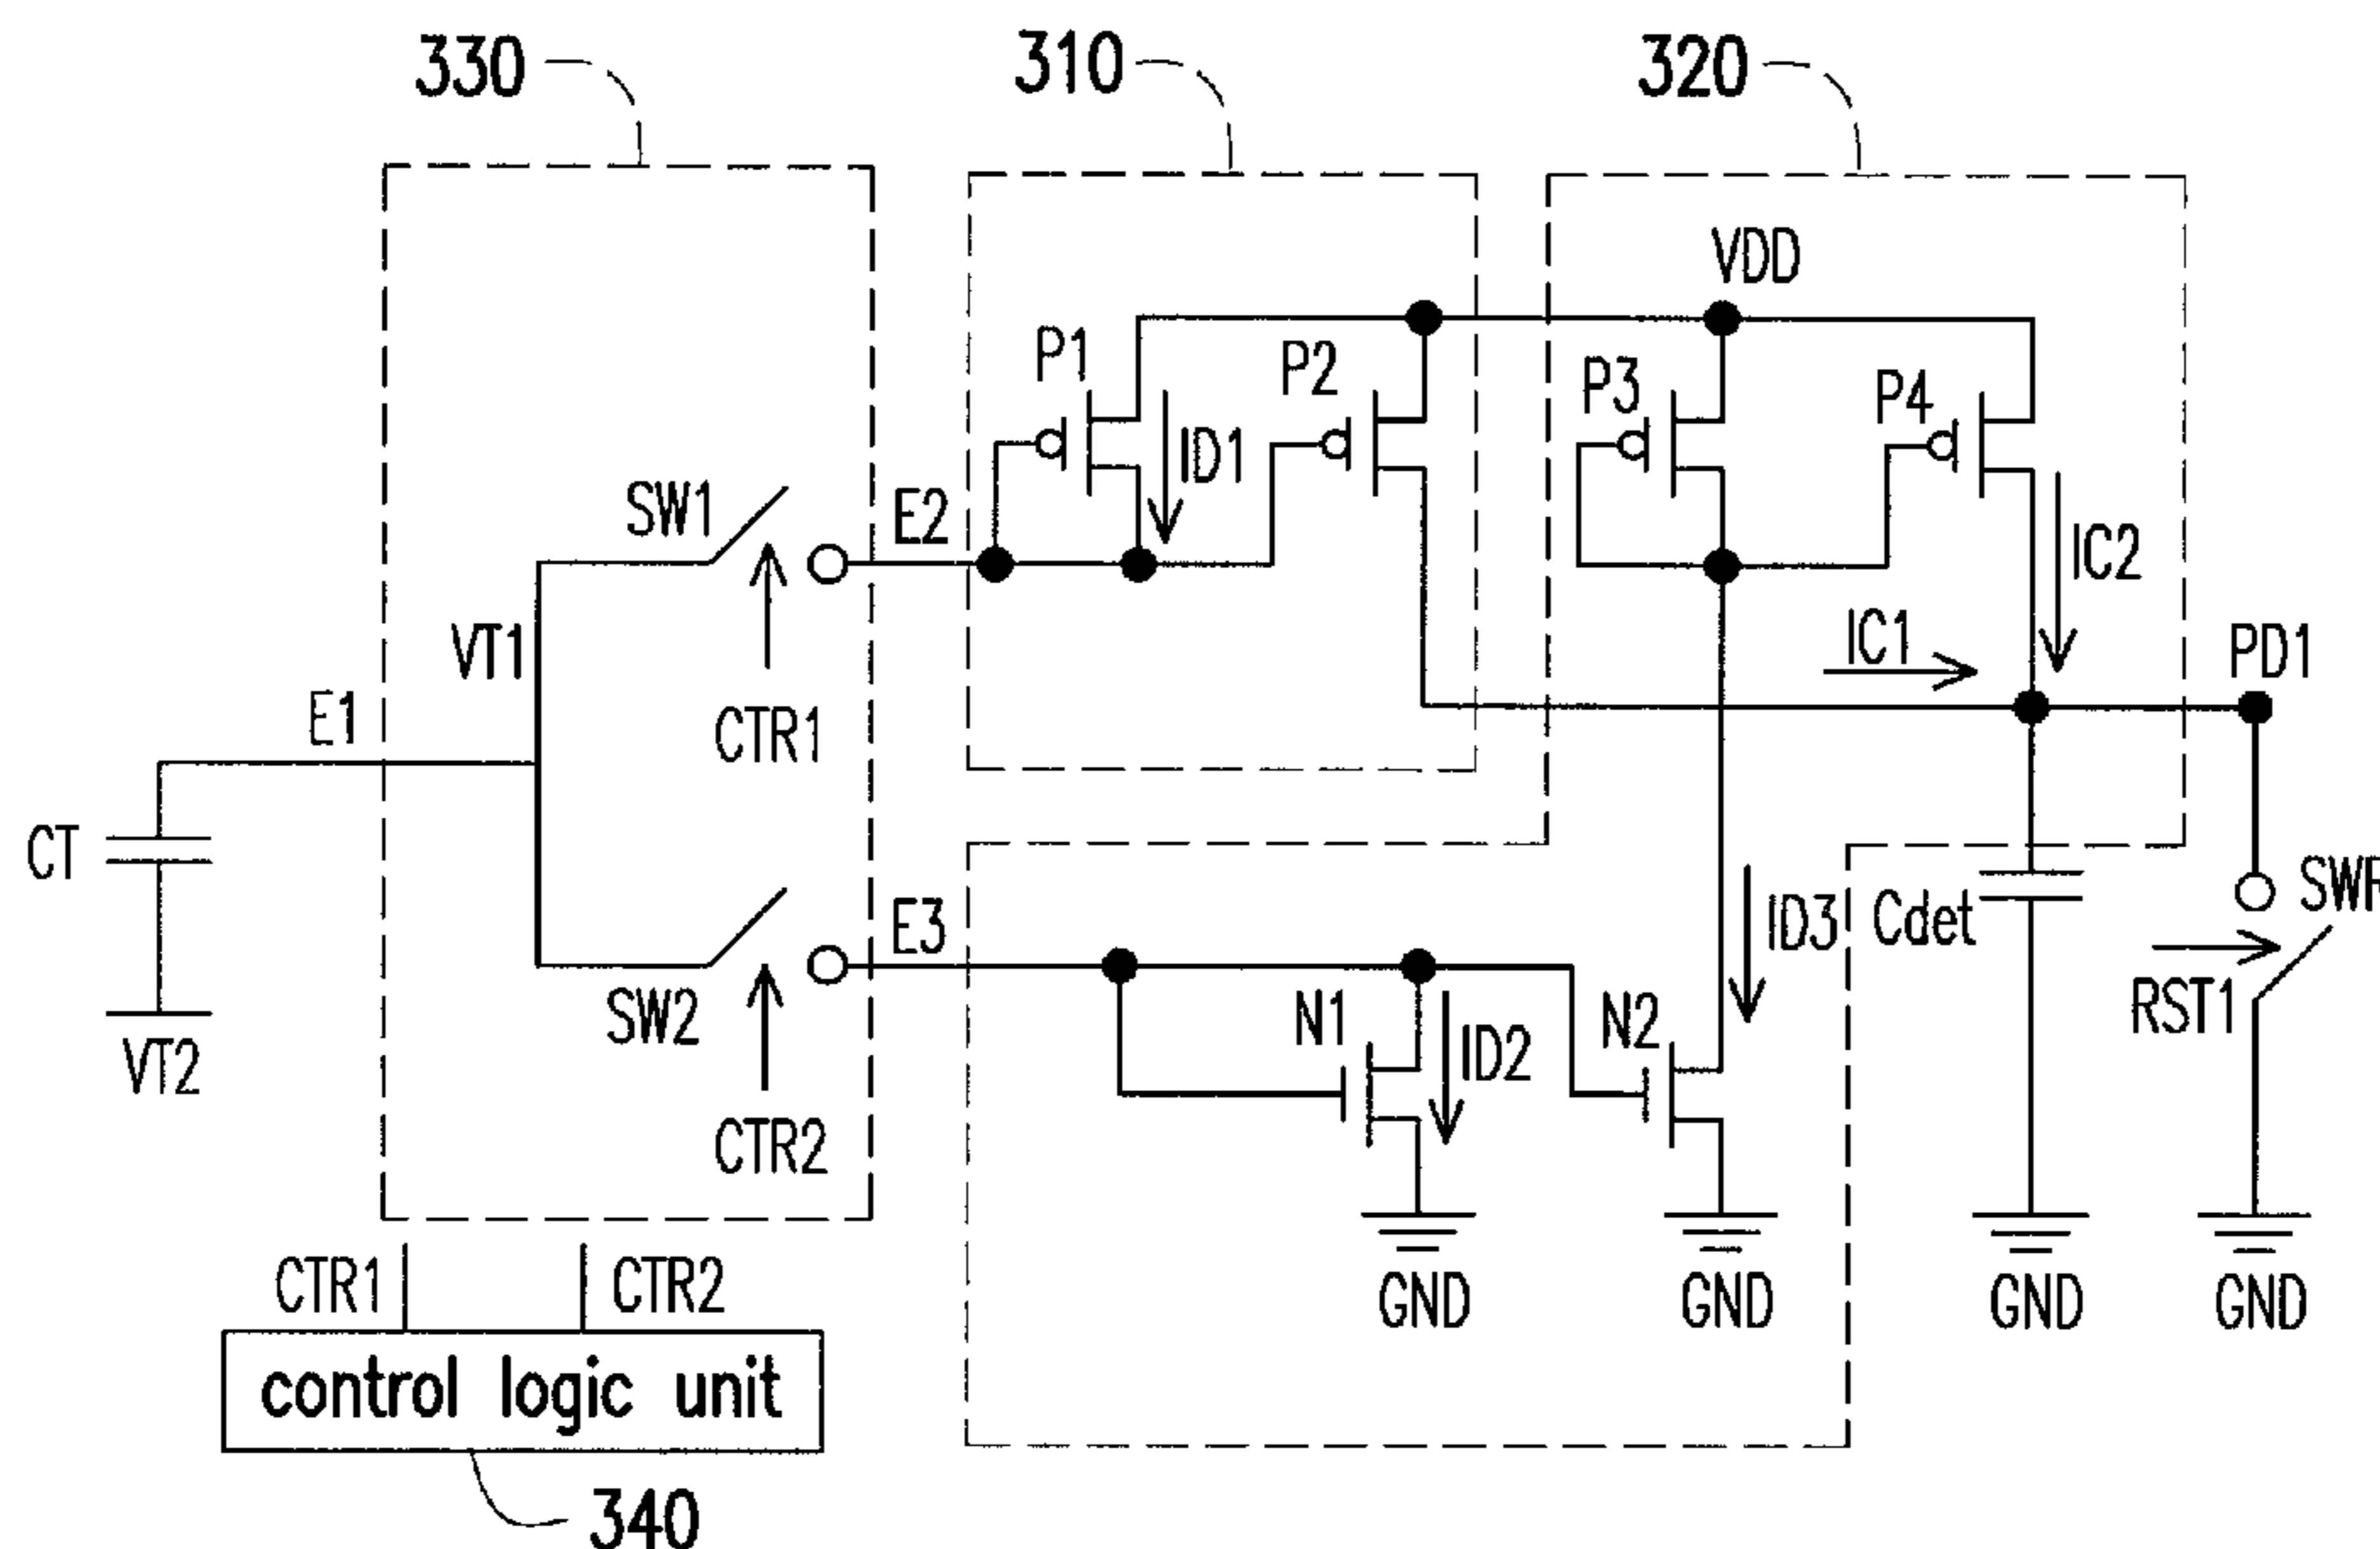 330
310
320
VDD
P1
P2
P3
P4
ID1
SW1
E2
IC2
VT1
IC1
PD1
E1
CTR1
CT
E3
ID3
Cdet
RST1
SW2
N1
ID2
N2
VT2
CTR2
CTR1
CTR2
GND
GND
GND
GND
control logic unit
340